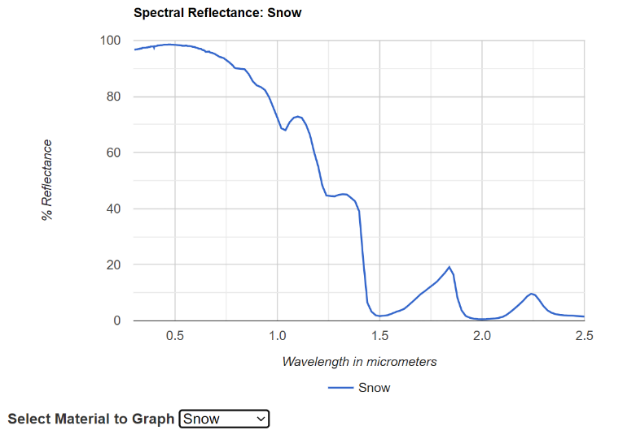 Spectral Reflectance: Snow
100
80
60
40
20
0
% Reflectance
0.5 1.0 1.5 2.0 2.5
Wavelength in micrometers
Snow
Select Material to Graph Snow